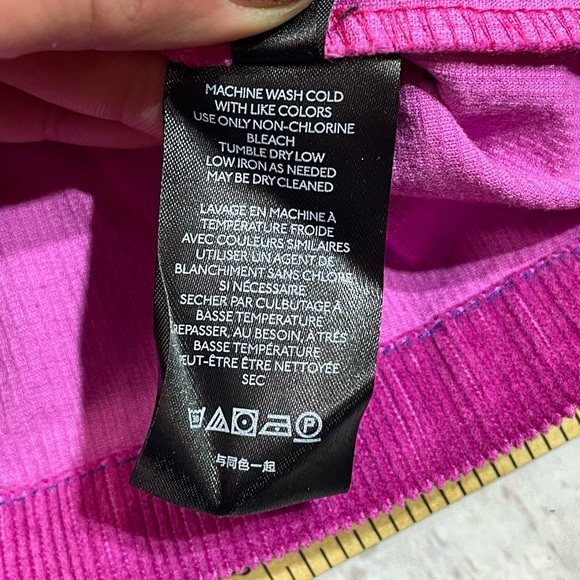 MACHINE WASH COLD
WITH LIKE COLORS
USE ONLY NON-CHLORINE
BLEACH
TUMBLE DRY LOW
LOW IRON AS NEEDED
MAY BE DRY CLEANED
LAVAGE EN MACHINE À
TEMPÉRATURE FROIDE
AVEC COULEURS SIMILAIRES
UTILISER UN AGENT DE
BLANCHIMENT SANS CHLORE
SI NÉCESSAIRE
SECHER PAR CULBUTAGE À
BASSE TEMPÉRATURE
REPASSER, AU BESOIN, À TRÈS
BASSE TEMPÉRATURE
PEUT-ÊTRE ÊTRE NETTOYÉE
SEC
P
与同色一起